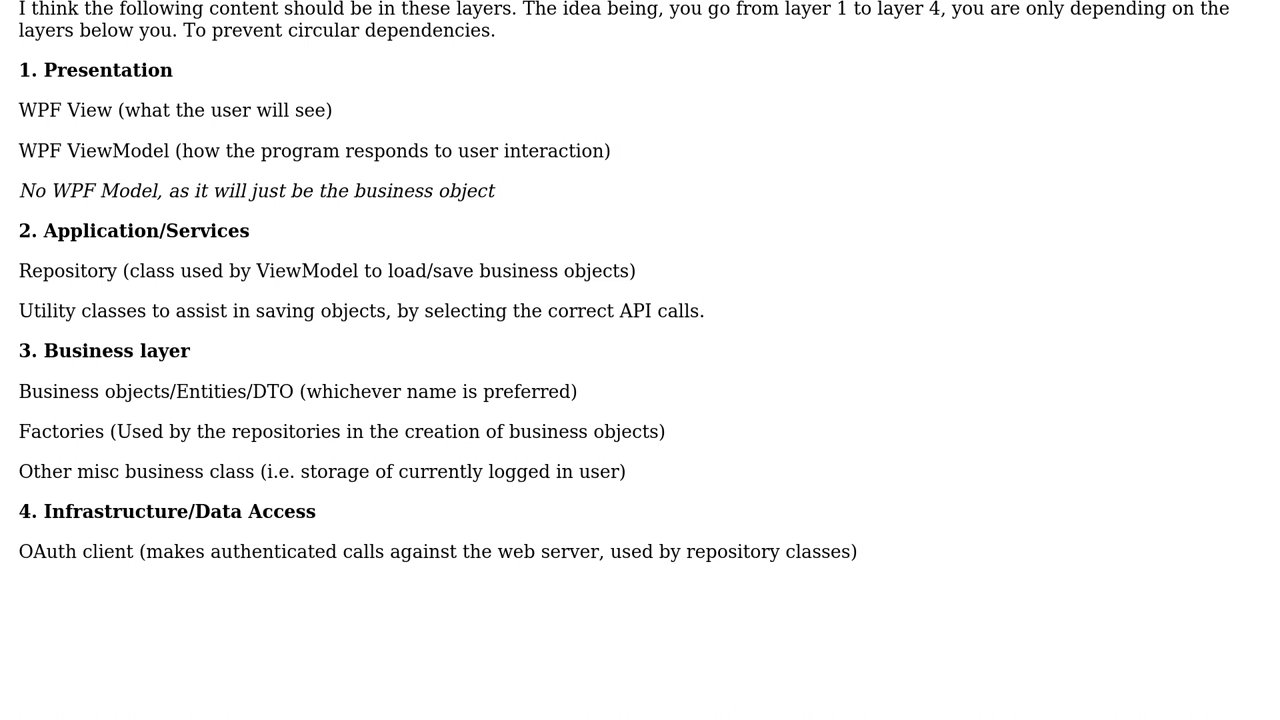 I think the following content should be in these layers. The idea being, you go from layer 1 to layer 4, you are only depending on the
layers below you. To prevent circular dependencies.
1. Presentation
WPF View (what the user will see)
WPF ViewModel (how the program responds to user interaction)
No WPF Model, as it will just be the business object
2. Application/Services
Repository (class used by ViewModel to load/save business objects)
Utility classes to assist in saving objects, by selecting the correct API calls.
3. Business layer
Business objects/Entities/DTO (whichever name is preferred)
Factories (Used by the repositories in the creation of business objects)
Other misc business class (i.e. storage of currently logged in user)
4. Infrastructure/Data Access
OAuth client (makes authenticated calls against the web server, used by repository classes)